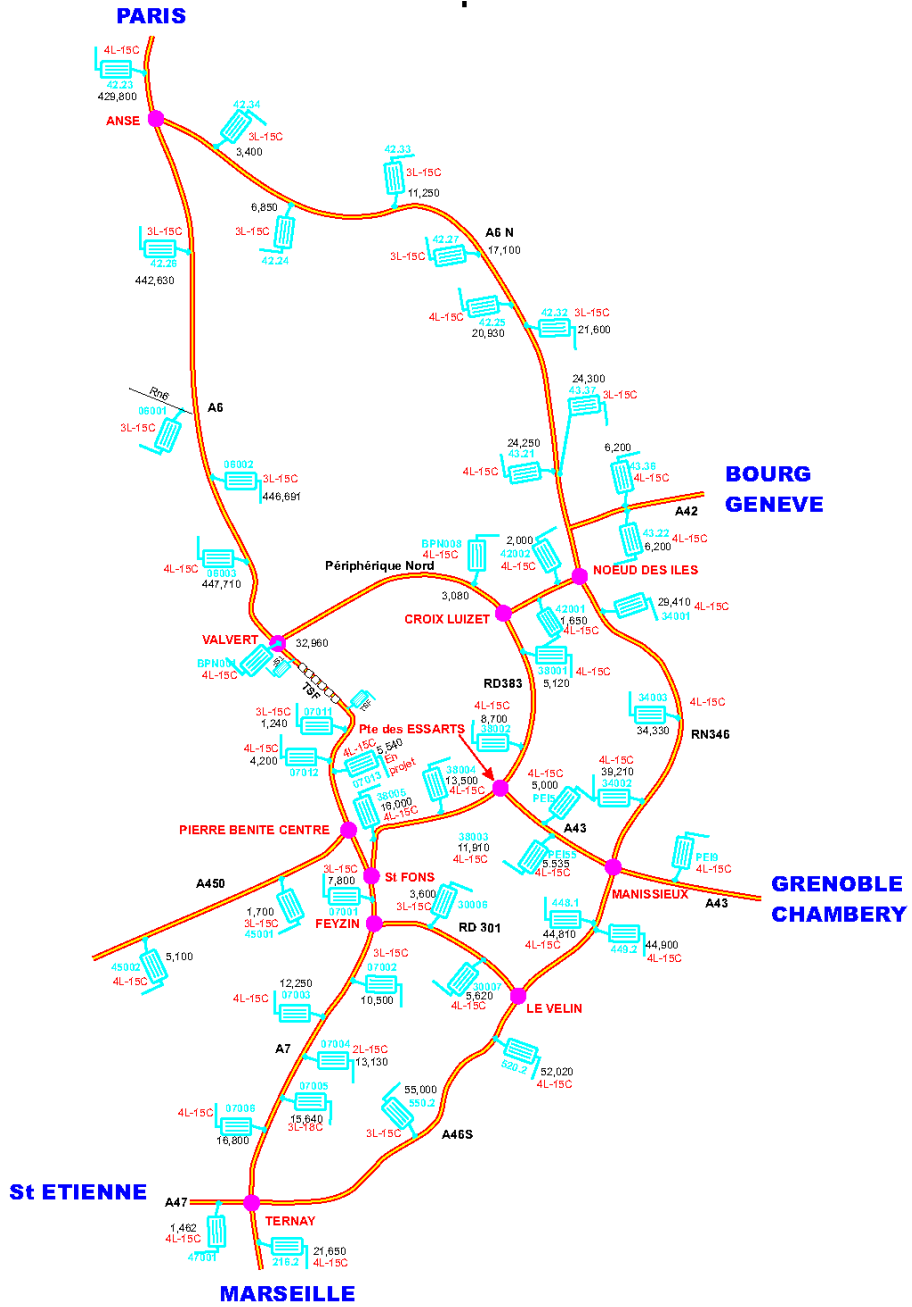 PARIS
4L-15C
42.23
429,800
ANSE
42.34
3L-15C
3,400
42.33
3L-15C
11,250
6,850
3L-15C
42.24
A6 N
17,100
42.27
3L-15C
3L-15C
42.26
442,630
4L-15C
42.25
20,930
42.32
3L-15C
21,600
24,300
43.37
3L-15C
Rn6
A6
06001
3L-15C
24,250
43.21
4L-15C
6,200
43.36
4L-15C
BOURG
GENEVE
06002
3L-15C
446,691
A42
43.22
4L-15C
6,200
BPN008
4L-15C
2,000
42002
4L-15C
4L-15C
06003
447,710
Périphérique Nord
3,080
NOEUD DES ILES
CROIX LUIZET
42001
1,650
4L-15C
29,410
4L-15C
34001
VALVERT
32,960
4L-15C
TSF
TSF
38001
4L-15C
5,120
RD383
34003
4L-15C
34,330
RN346
3L-15C
07011
1,240
4L-15C
8,700
38002
Pte des ESSARTS
4L-15C
4,200
07012
4L-15C
5,540
En
projet
07013
38004
13,500
4L-15C
38005
16,000
4L-15C
4L-15C
5,000
PEI5
4L-15C
39,210
34002
PIERRE BENITE CENTRE
38003
11,910
4L-15C
A43
PEI55
5,535
4L-15C
PEI9
4L-15C
MANISSIEUX
A43
GRENOBLE
CHAMBERY
A450
3L-15C
7,800
07001
St FONS
FEYZIN
3,600
3L-15C
30006
RD 301
1,700
3L-15C
45001
448.1
44,810
4L-15C
449.2
44,900
4L-15C
45002
4L-15C
5,100
3L-15C
07002
10,500
12,250
4L-15C
07003
30007
5,620
4L-15C
LE VELIN
A7
07004
2L-15C
13,130
520.2
52,020
4L-15C
07005
15,640
3L-18C
55,000
550.2
3L-15C
A46S
4L-15C
07006
16,800
St ETIENNE
A47
TERNAY
1,462
4L-15C
47001
216.2
21,650
4L-15C
MARSEILLE